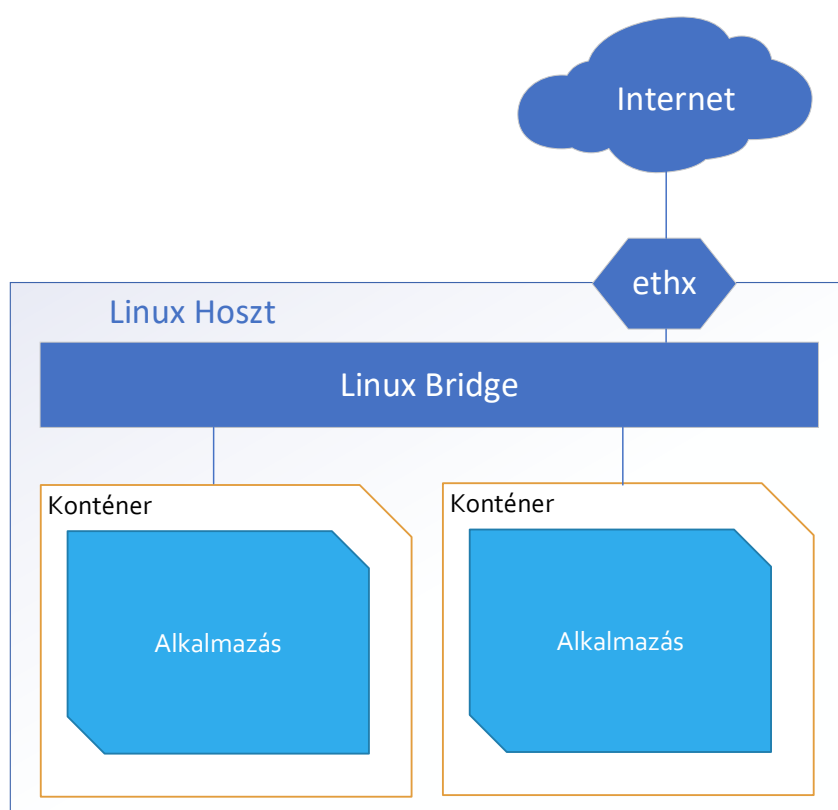 Internet
ethx
Linux Hoszt
Linux Bridge
Konténer
Konténer
Alkalmazás
Alkalmazás